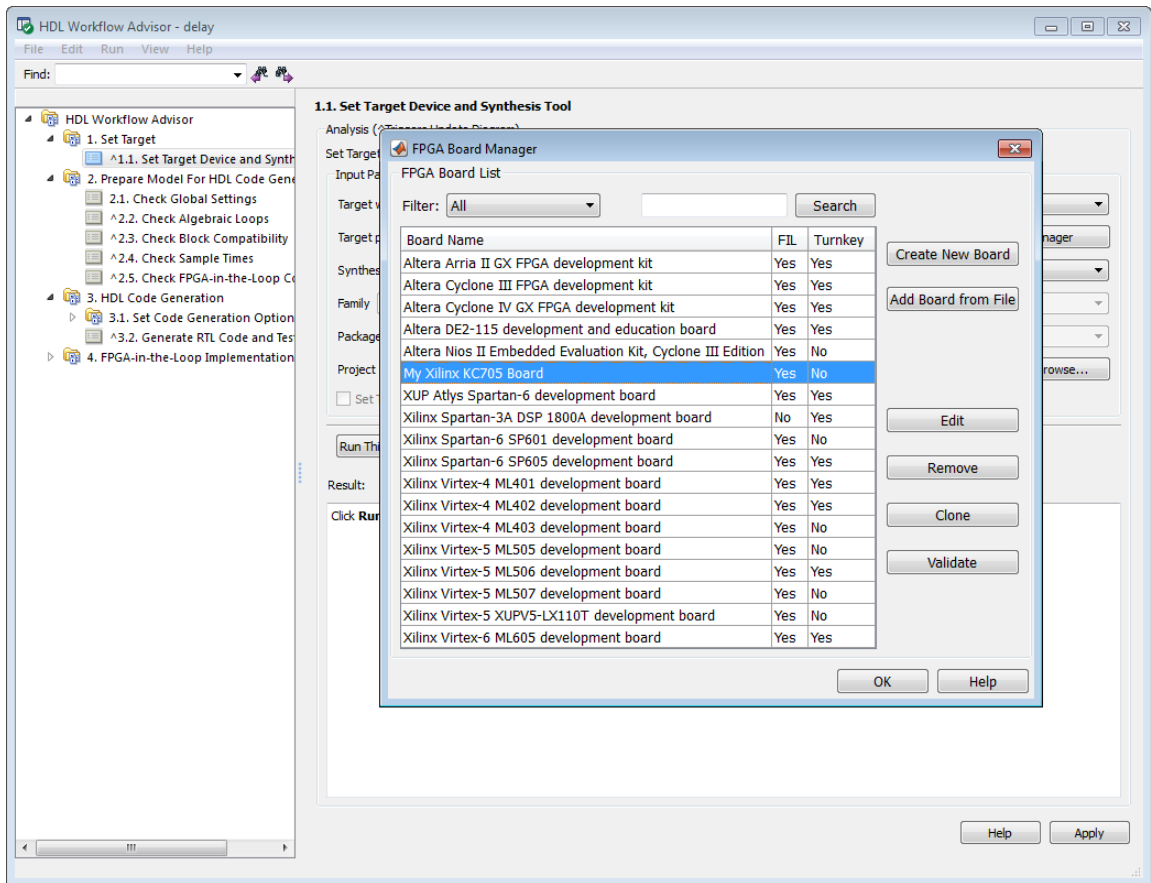 HDL Workflow Advisor - delay
File Edit Run View Help
Find:
HDL Workflow Advisor
1. Set Target
^1.1. Set Target Device and Synth
2. Prepare Model For HDL Code Gene
2.1. Check Global Settings
^2.2. Check Algebraic Loops
^2.3. Check Block Compatibility
^2.4. Check Sample Times
^2.5. Check FPGA-in-the-Loop Co
3. HDL Code Generation
3.1. Set Code Generation Option
^3.2. Generate RTL Code and Tes
4. FPGA-in-the-Loop Implementation
1.1. Set Target Device and Synthesis Tool
Analysis (^Triggers Update Diagram)
Set Target
Input Pa
Target w
Target p
nager
Synthes
Family
Package
Project
rowse...
Set T
Run Thi
Result:
Click Run
FPGA Board Manager
FPGA Board List
Filter: All Search
Board Name FIL Turnkey
Altera Arria II GX FPGA development kit Yes Yes
Altera Cyclone III FPGA development kit Yes Yes
Altera Cyclone IV GX FPGA development kit Yes Yes
Altera DE2-115 development and education board Yes Yes
Altera Nios II Embedded Evaluation Kit, Cyclone III Edition Yes No
My Xilinx KC705 Board Yes No
XUP Atlys Spartan-6 development board Yes Yes
Xilinx Spartan-3A DSP 1800A development board No Yes
Xilinx Spartan-6 SP601 development board Yes No
Xilinx Spartan-6 SP605 development board Yes Yes
Xilinx Virtex-4 ML401 development board Yes Yes
Xilinx Virtex-4 ML402 development board Yes Yes
Xilinx Virtex-4 ML403 development board Yes No
Xilinx Virtex-5 ML505 development board Yes No
Xilinx Virtex-5 ML506 development board Yes Yes
Xilinx Virtex-5 ML507 development board Yes No
Xilinx Virtex-5 XUPV5-LX110T development board Yes No
Xilinx Virtex-6 ML605 development board Yes Yes
Create New Board
Add Board from File
Edit
Remove
Clone
Validate
OK Help
Help Apply